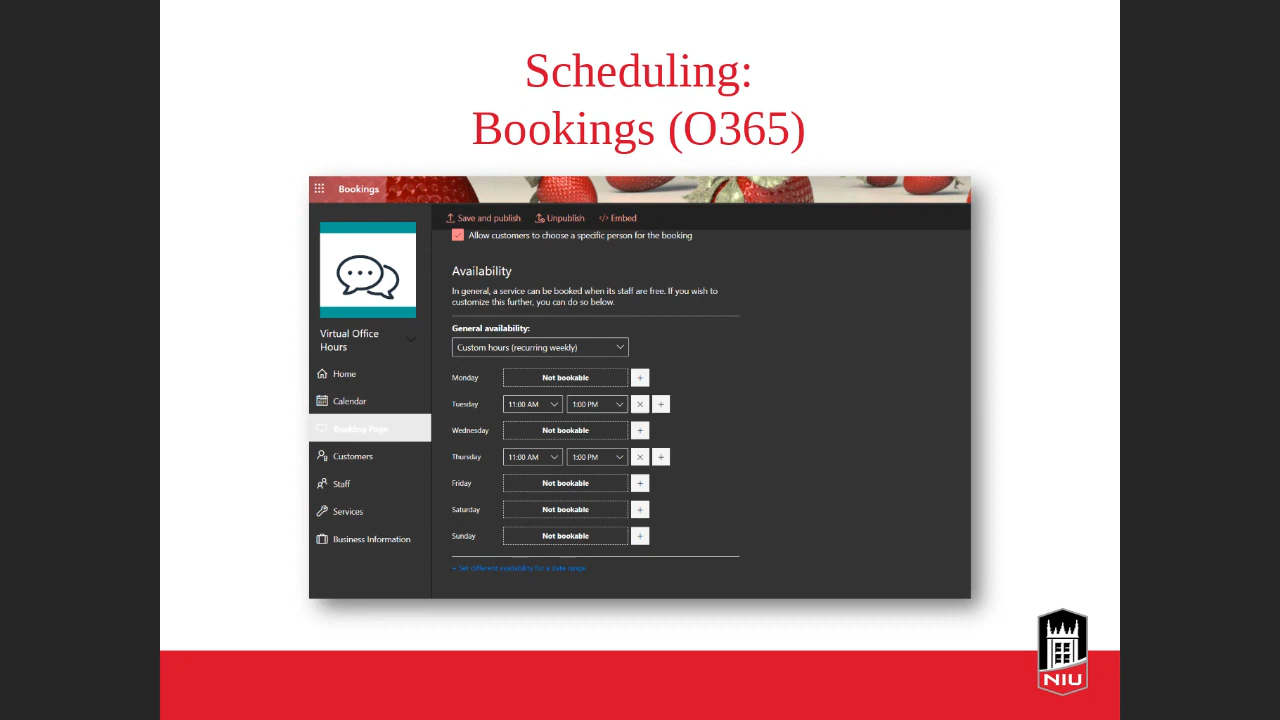 Scheduling:
Bookings (O365)
Bookings
Save and publish
Unpublish
</> Embed
Allow customers to choose a specific person for the booking
Availability
In general, a service can be booked when its staff are free. If you wish to
customize this further, you can do so below.
General availability:
Custom hours (recurring weekly)
Monday Not bookable +
Tuesday 11:00 AM 1:00 PM × +
Wednesday Not bookable +
Thursday 11:00 AM 1:00 PM × +
Friday Not bookable +
Saturday Not bookable +
Sunday Not bookable +
+ Set different availability for a date range
Virtual Office
Hours
Home
Calendar
Booking Page
Customers
Staff
Services
Business Information
NIU